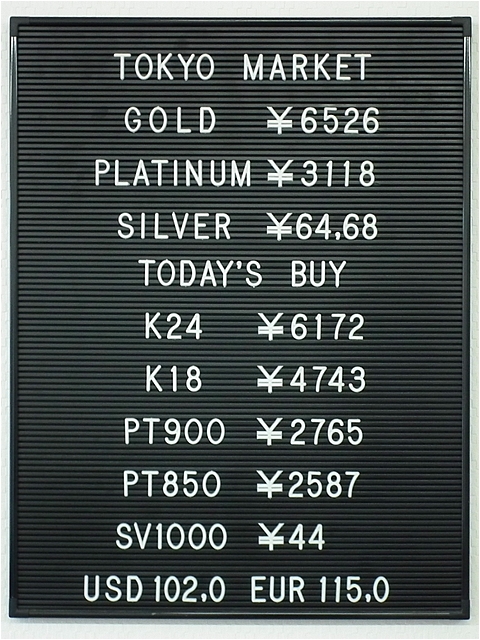 TOKYO MARKET
GOLD ¥6526
PLATINUM ¥3118
SILVER ¥64,68
TODAY'S BUY
K24 ¥6172
K18 ¥4743
PT900 ¥2765
PT850 ¥2587
SV1000 ¥44
USD 102,0 EUR 115,0